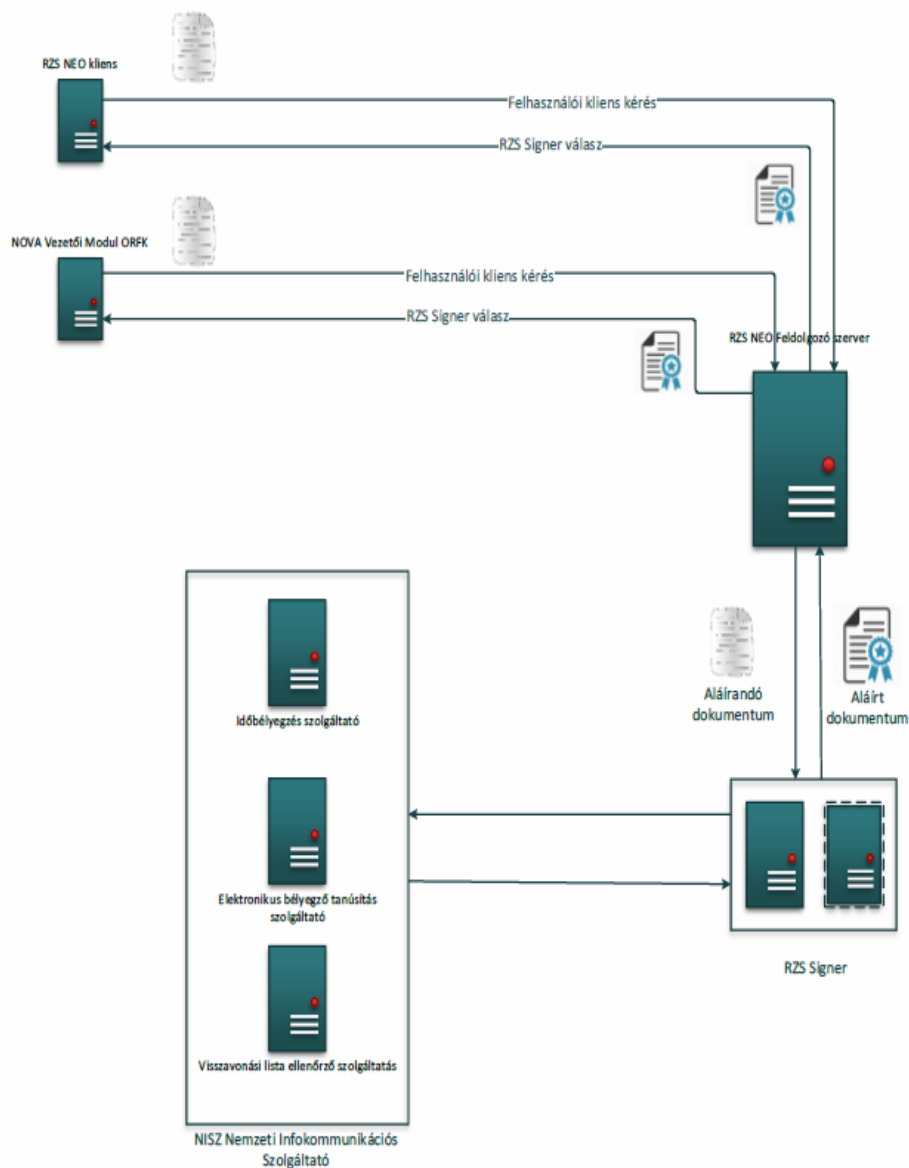 RZS NEO kliens
Felhasználói kliens kérés
RZS Signer válasz
NOVA Vezetői Modul ORFK
Felhasználói kliens kérés
RZS Signer válasz
RZS NEO Feldolgozó szerver
Aláírandó
dokumentum
Aláírt
dokumentum
Időbélyegzés szolgáltató
Elektronikus bélyegző tanúsítás
szolgáltató
Visszavonási lista ellenőrző szolgáltatás
RZS Signer
NISZ Nemzeti Infokommunikációs
Szolgáltató